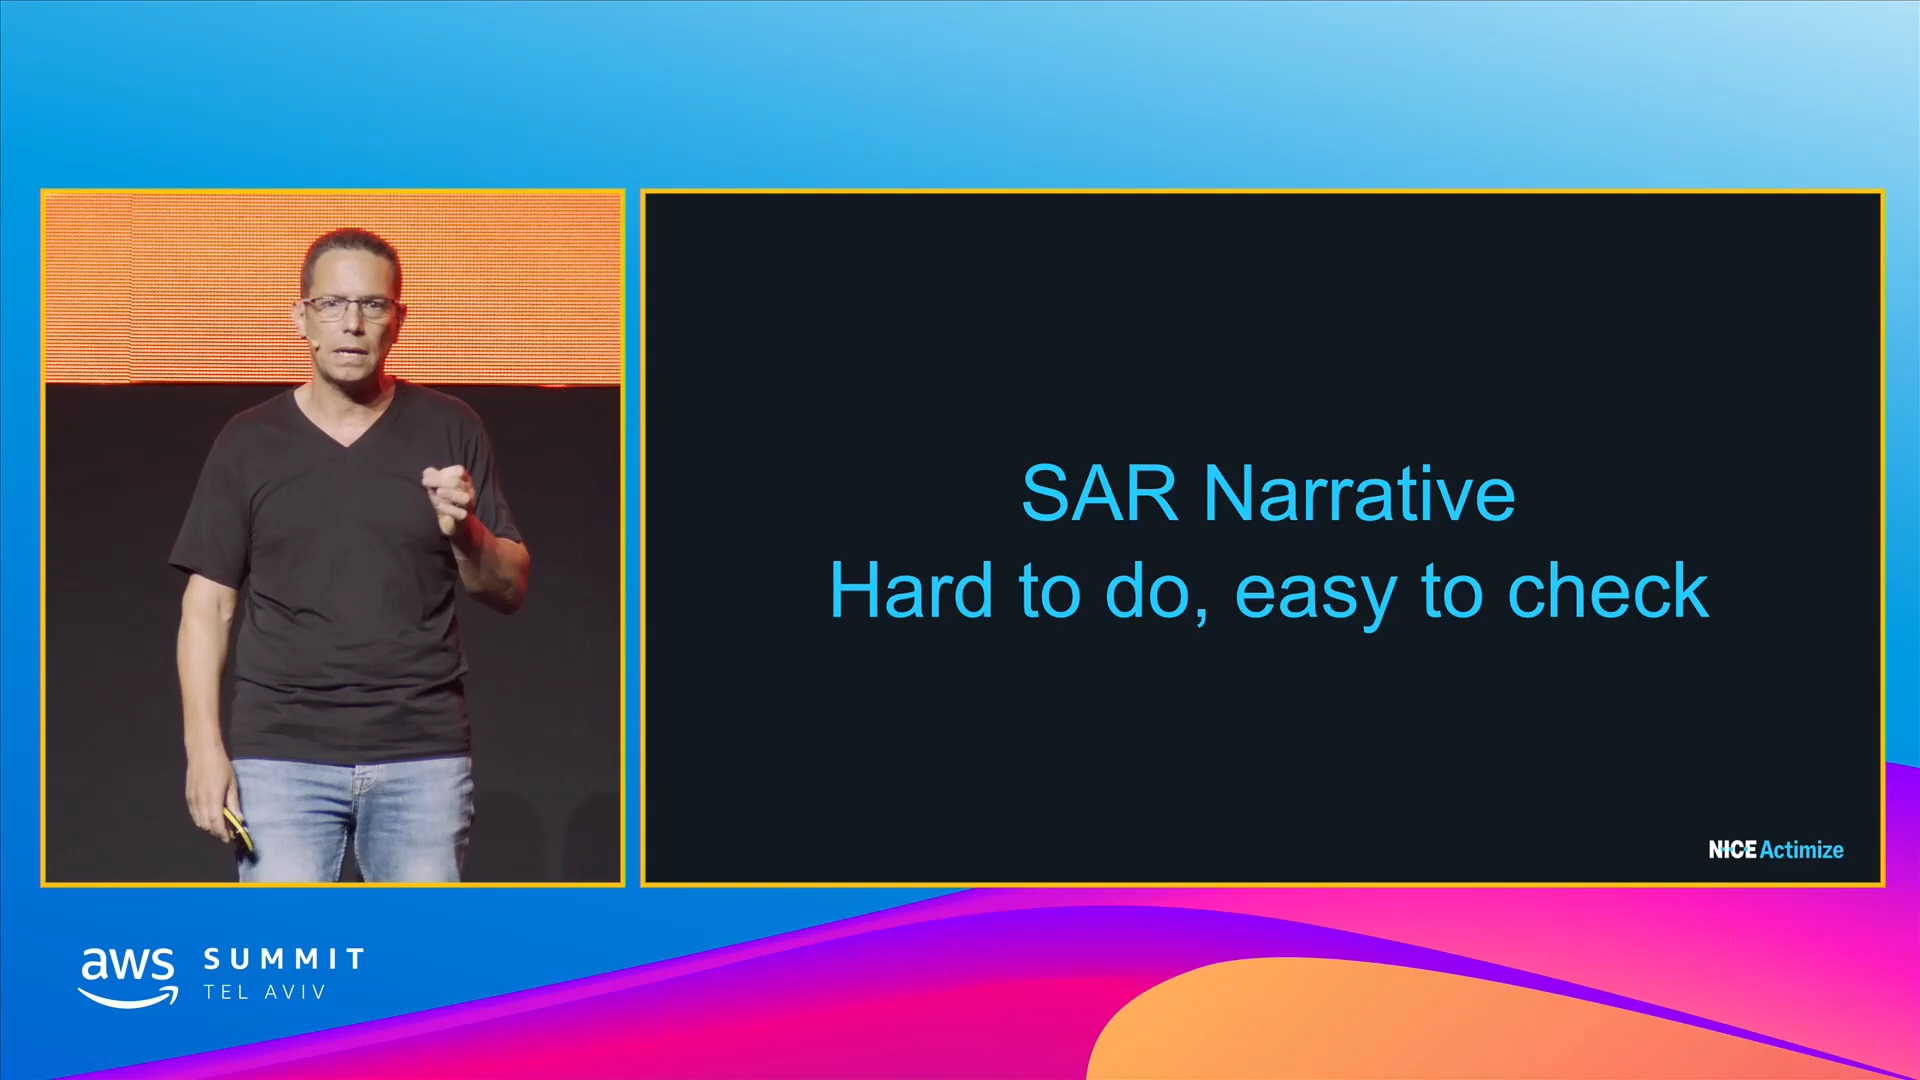 SAR Narrative
Hard to do, easy to check
NICE Actimize
aws SUMMIT
TEL AVIV